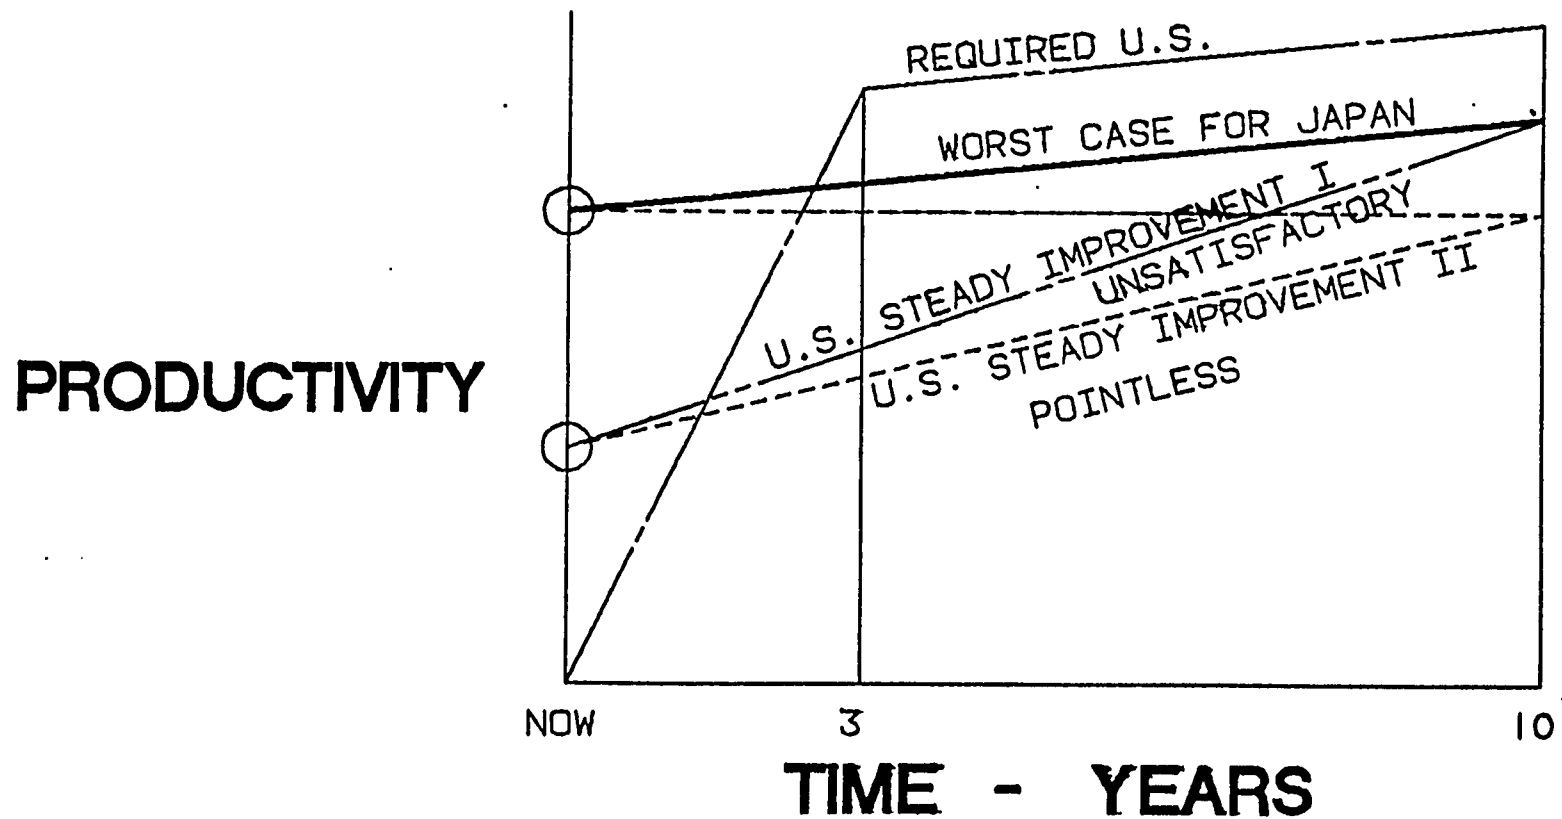 REQUIRED U.S.
WORST CASE FOR JAPAN
U.S. STEADY IMPROVEMENT I
UNSATISFACTORY
U.S. STEADY IMPROVEMENT II
POINTLESS
PRODUCTIVITY
NOW 3 10
TIME - YEARS